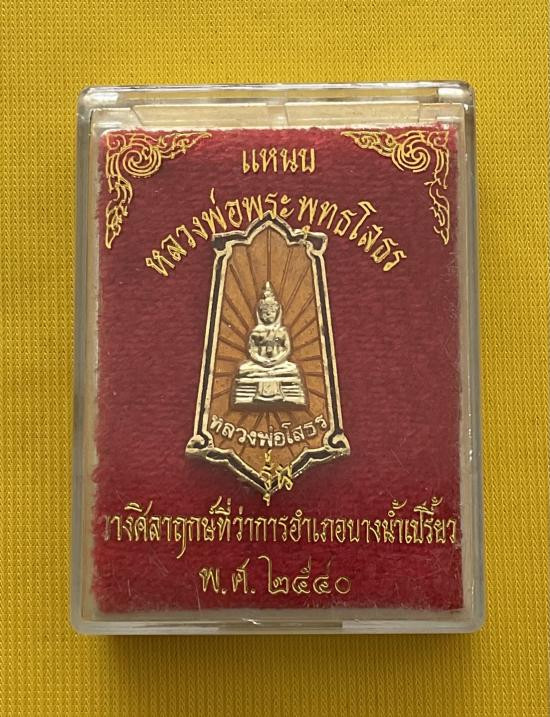 แหนบ
หลวงพ่อพระพุทธโสธร
หลวงพ่อโสธร
รุ่น
วางศิลาฤกษ์ที่ว่าการอำเภอบางน้ำเปรี้ยว
พ.ศ. ๒๕๔๐